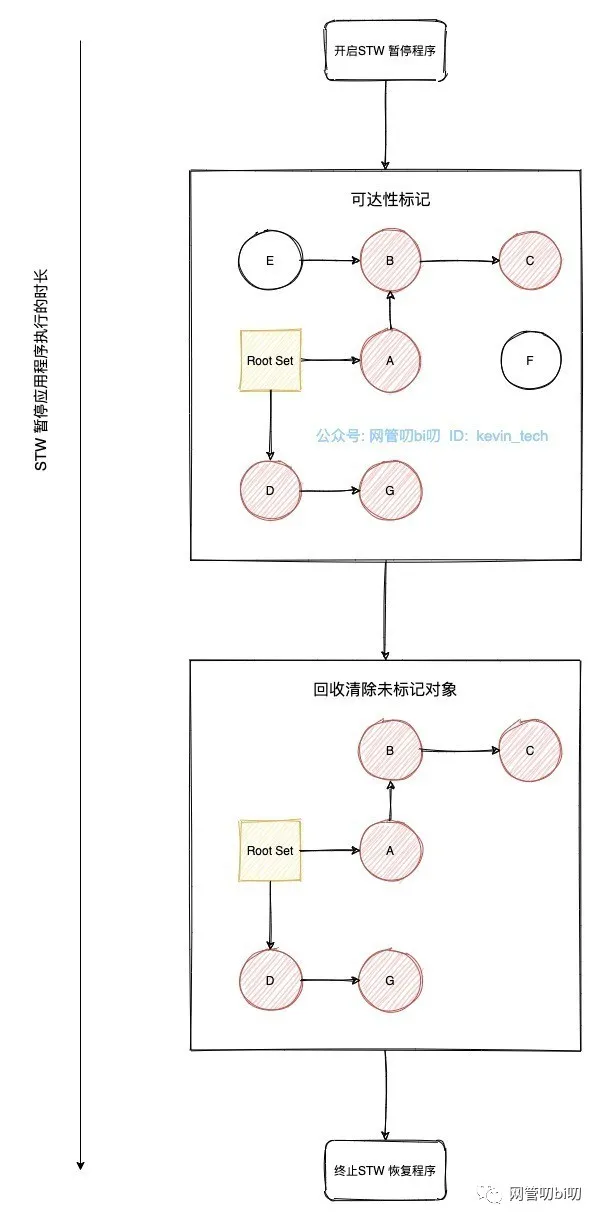 开启STW 暂停程序
STW 暂停应用程序执行的时长
可达性标记
E
B
C
Root Set
A
F
公众号: 网管叨bi叨 ID: kevin_tech
D
G
回收清除未标记对象
B
C
Root Set
A
D
G
终止STW 恢复程序
网管叨bi叨